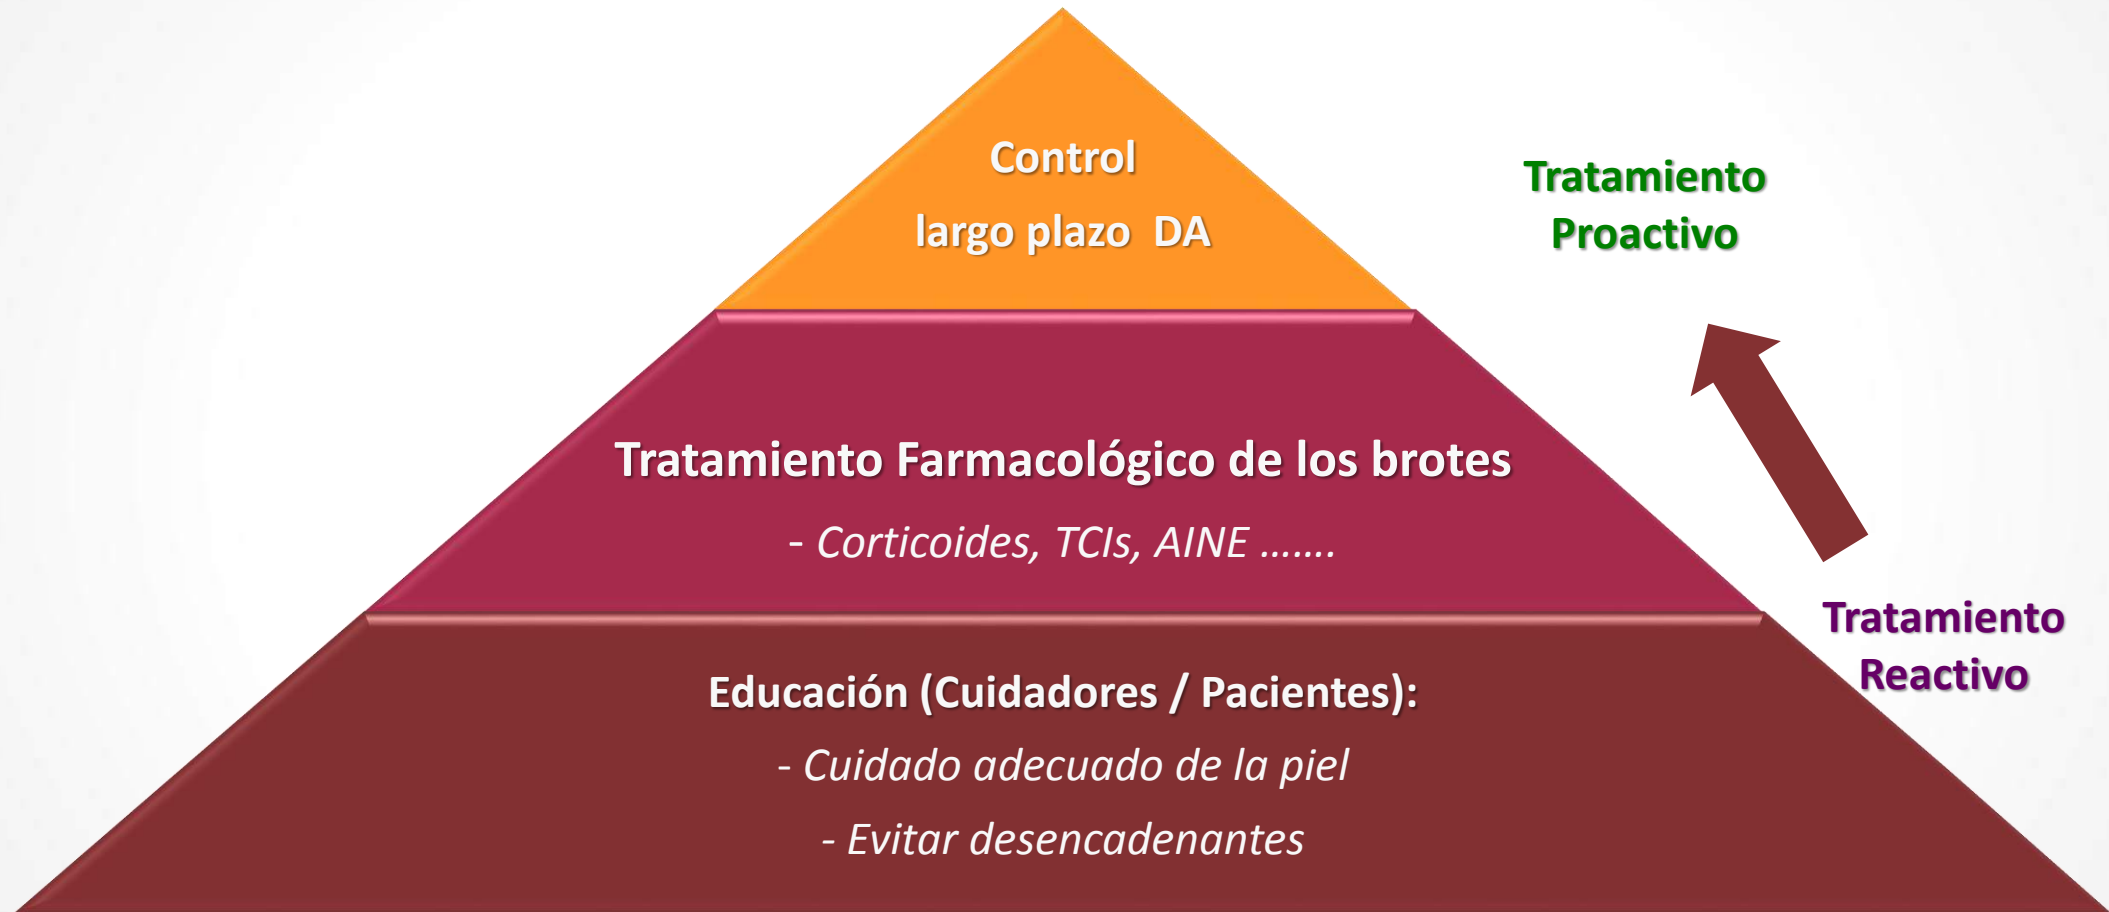 Control
largo plazo  DA
Tratamiento
Proactivo
Tratamiento Farmacológico de los brotes
- Corticoides, TCIs, AINE .......
Tratamiento
Reactivo
Educación (Cuidadores / Pacientes):
- Cuidado adecuado de la piel
- Evitar desencadenantes